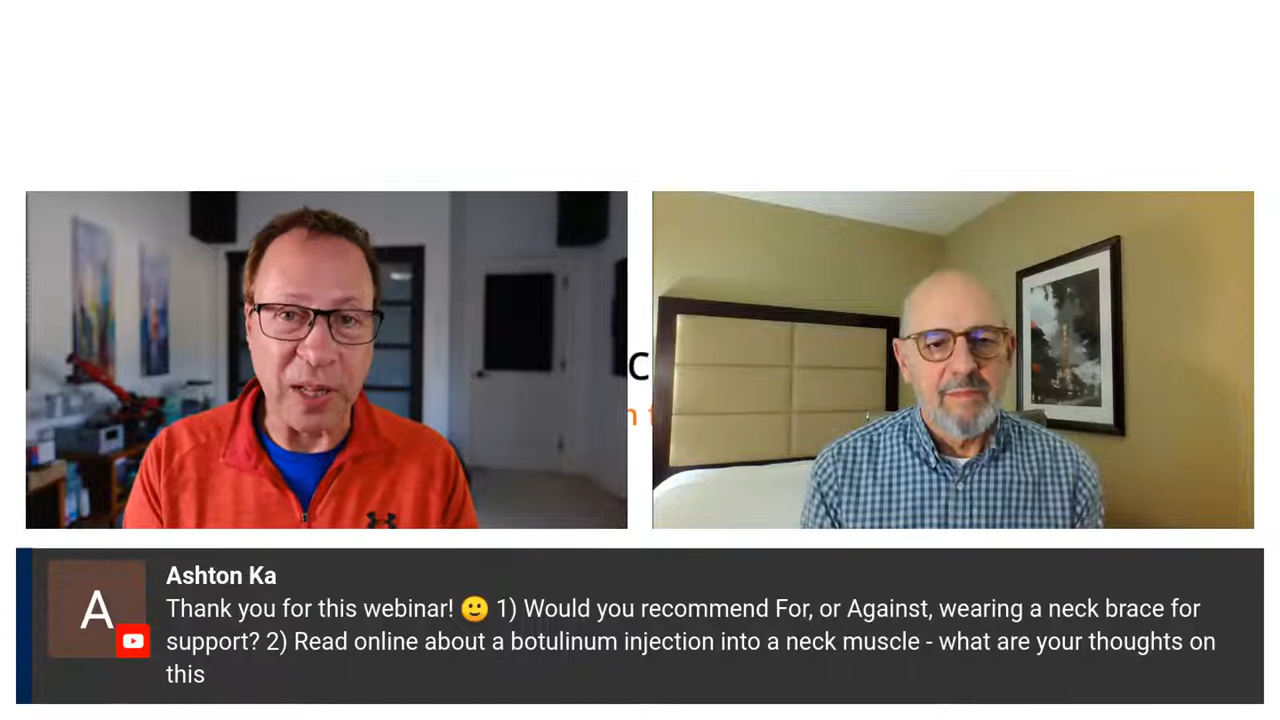 c
n f
A
Ashton Ka
Thank you for this webinar! 🙂 1) Would you recommend For, or Against, wearing a neck brace for
support? 2) Read online about a botulinum injection into a neck muscle - what are your thoughts on
this